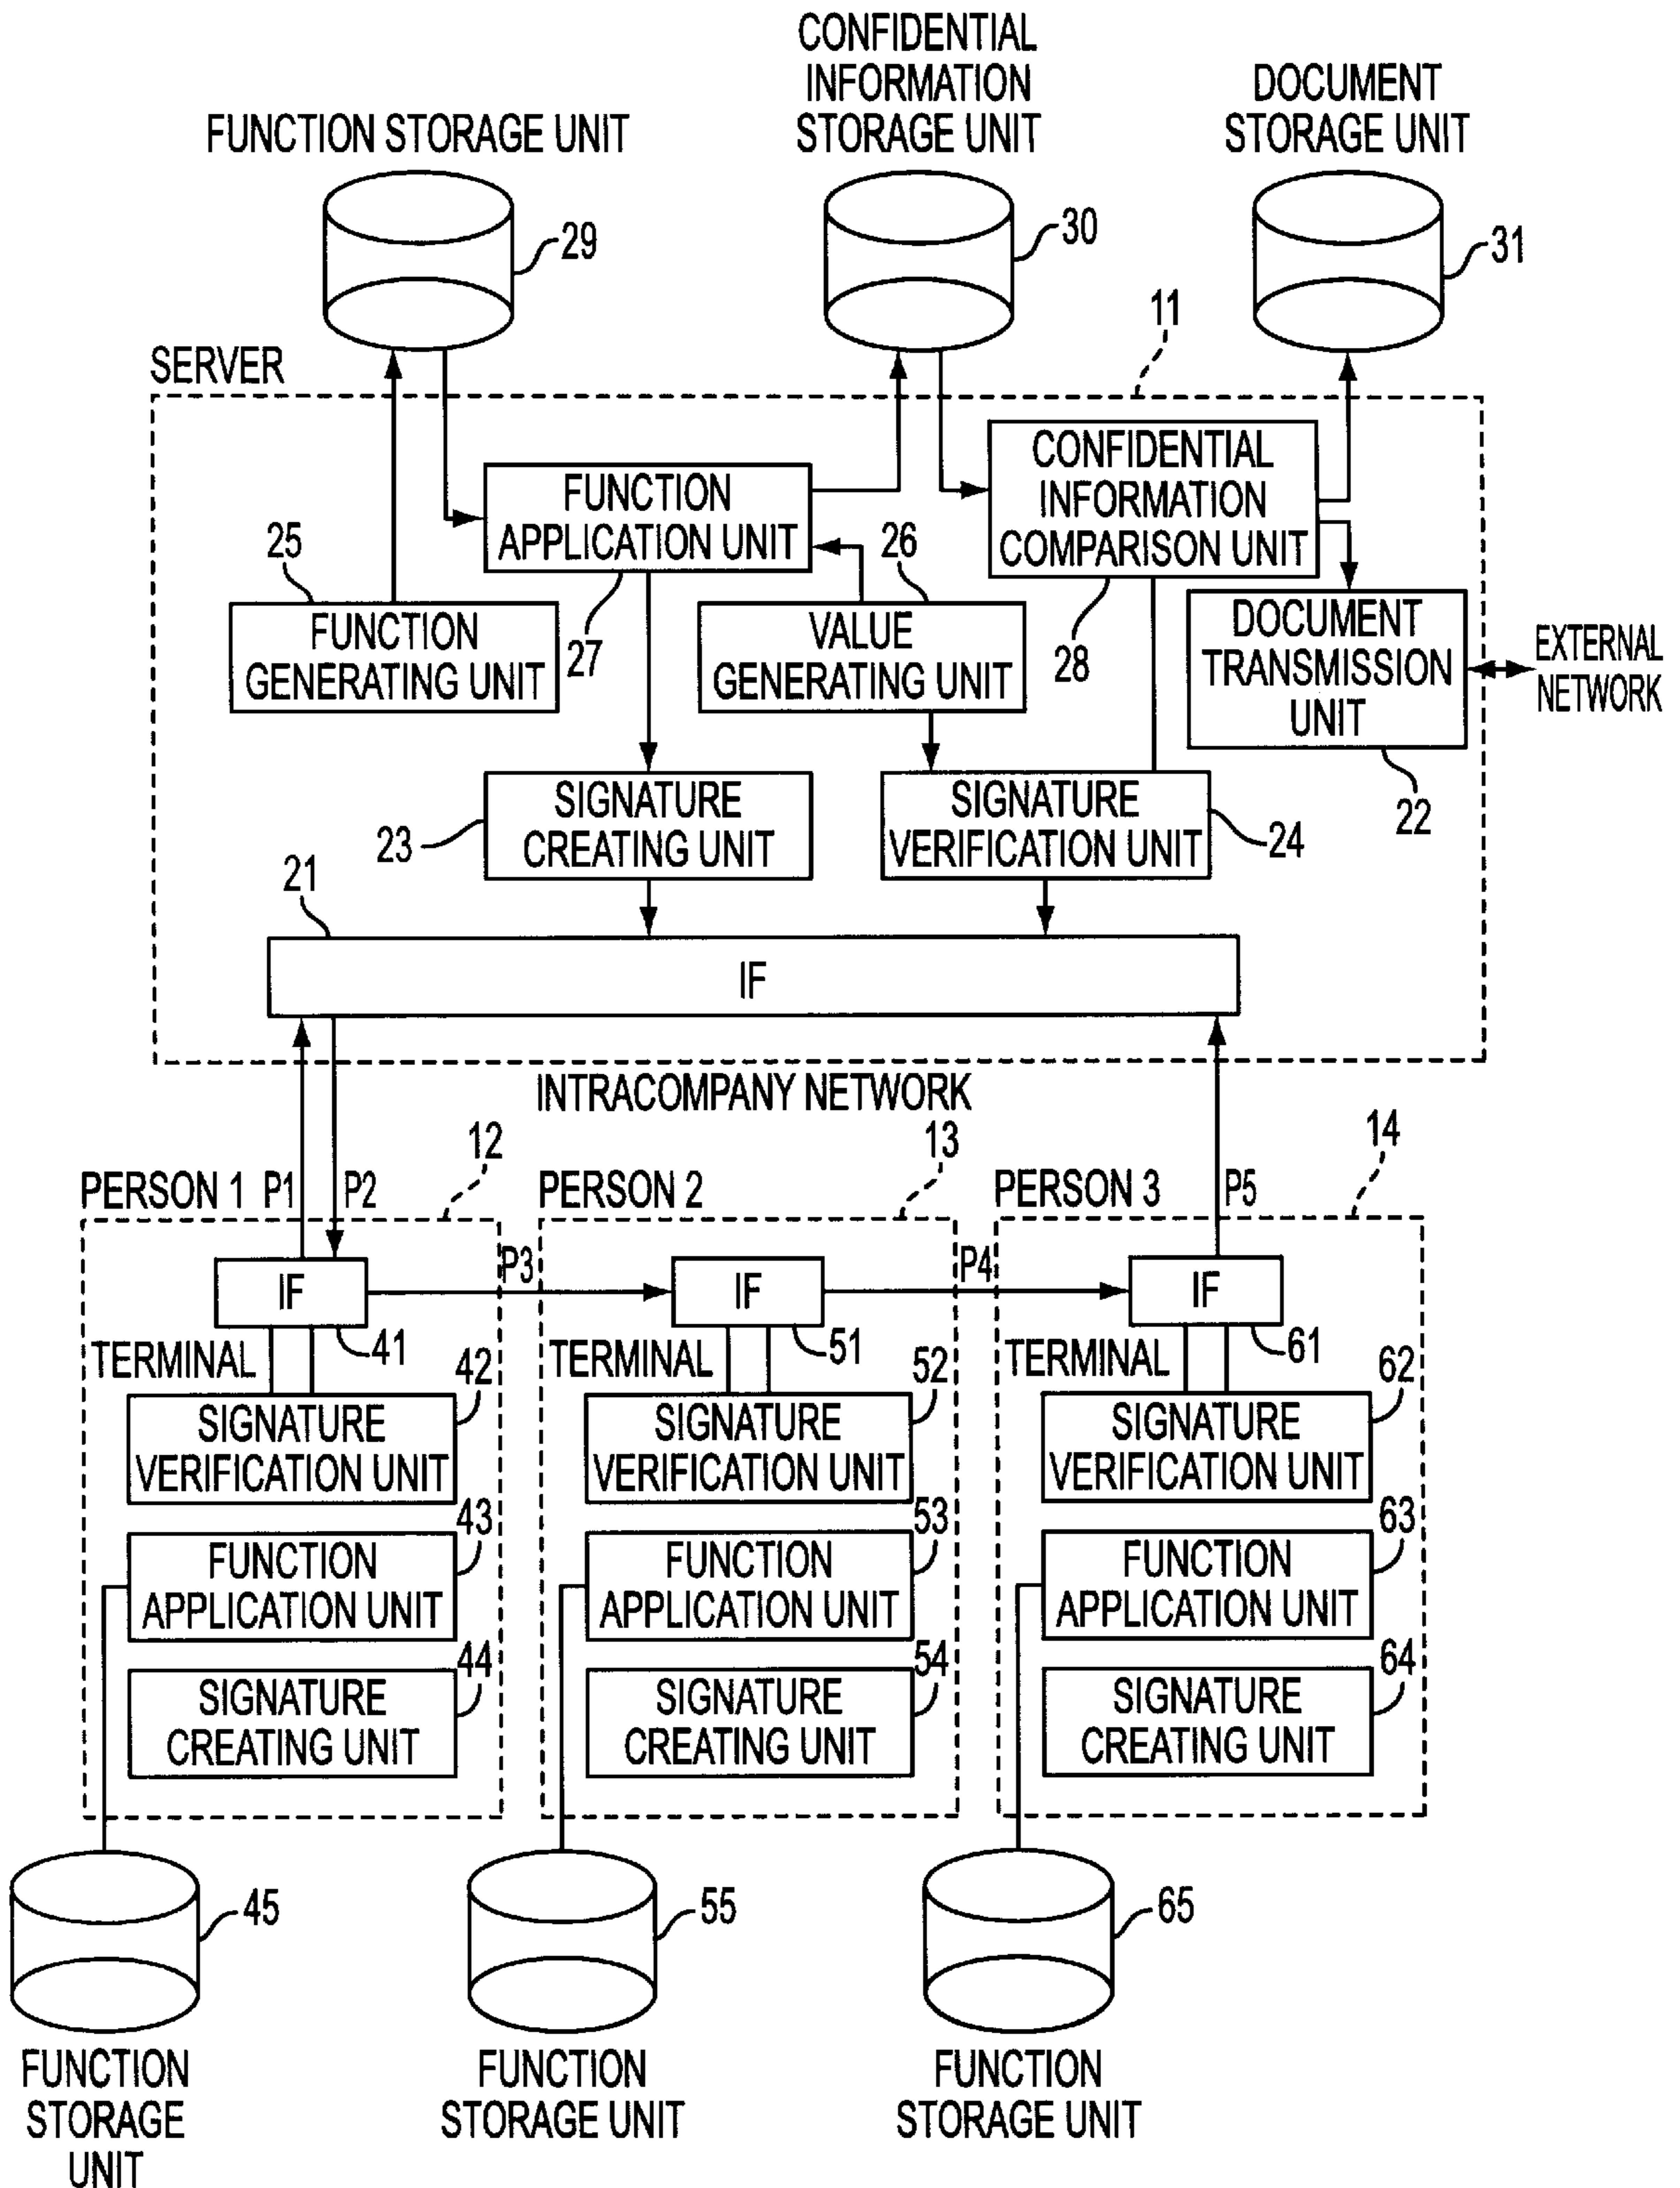 FUNCTION STORAGE UNIT
CONFIDENTIAL
INFORMATION
STORAGE UNIT
DOCUMENT
STORAGE UNIT
29
30
31
11
SERVER
FUNCTION
APPLICATION UNIT
CONFIDENTIAL
INFORMATION
COMPARISON UNIT
25
27
26
28
FUNCTION
GENERATING UNIT
VALUE
GENERATING UNIT
DOCUMENT
TRANSMISSION
UNIT
EXTERNAL
NETWORK
22
23
SIGNATURE
CREATING UNIT
SIGNATURE
VERIFICATION UNIT
24
21
IF
INTRACOMPANY NETWORK
12
13
14
PERSON 1
P1
P2
PERSON 2
PERSON 3
P5
IF
P3
IF
P4
IF
TERMINAL
41
TERMINAL
51
TERMINAL
61
42
52
62
SIGNATURE
VERIFICATION UNIT
SIGNATURE
VERIFICATION UNIT
SIGNATURE
VERIFICATION UNIT
43
53
63
FUNCTION
APPLICATION UNIT
FUNCTION
APPLICATION UNIT
FUNCTION
APPLICATION UNIT
44
54
64
SIGNATURE
CREATING UNIT
SIGNATURE
CREATING UNIT
SIGNATURE
CREATING UNIT
45
55
65
FUNCTION
STORAGE
UNIT
FUNCTION
STORAGE UNIT
FUNCTION
STORAGE UNIT